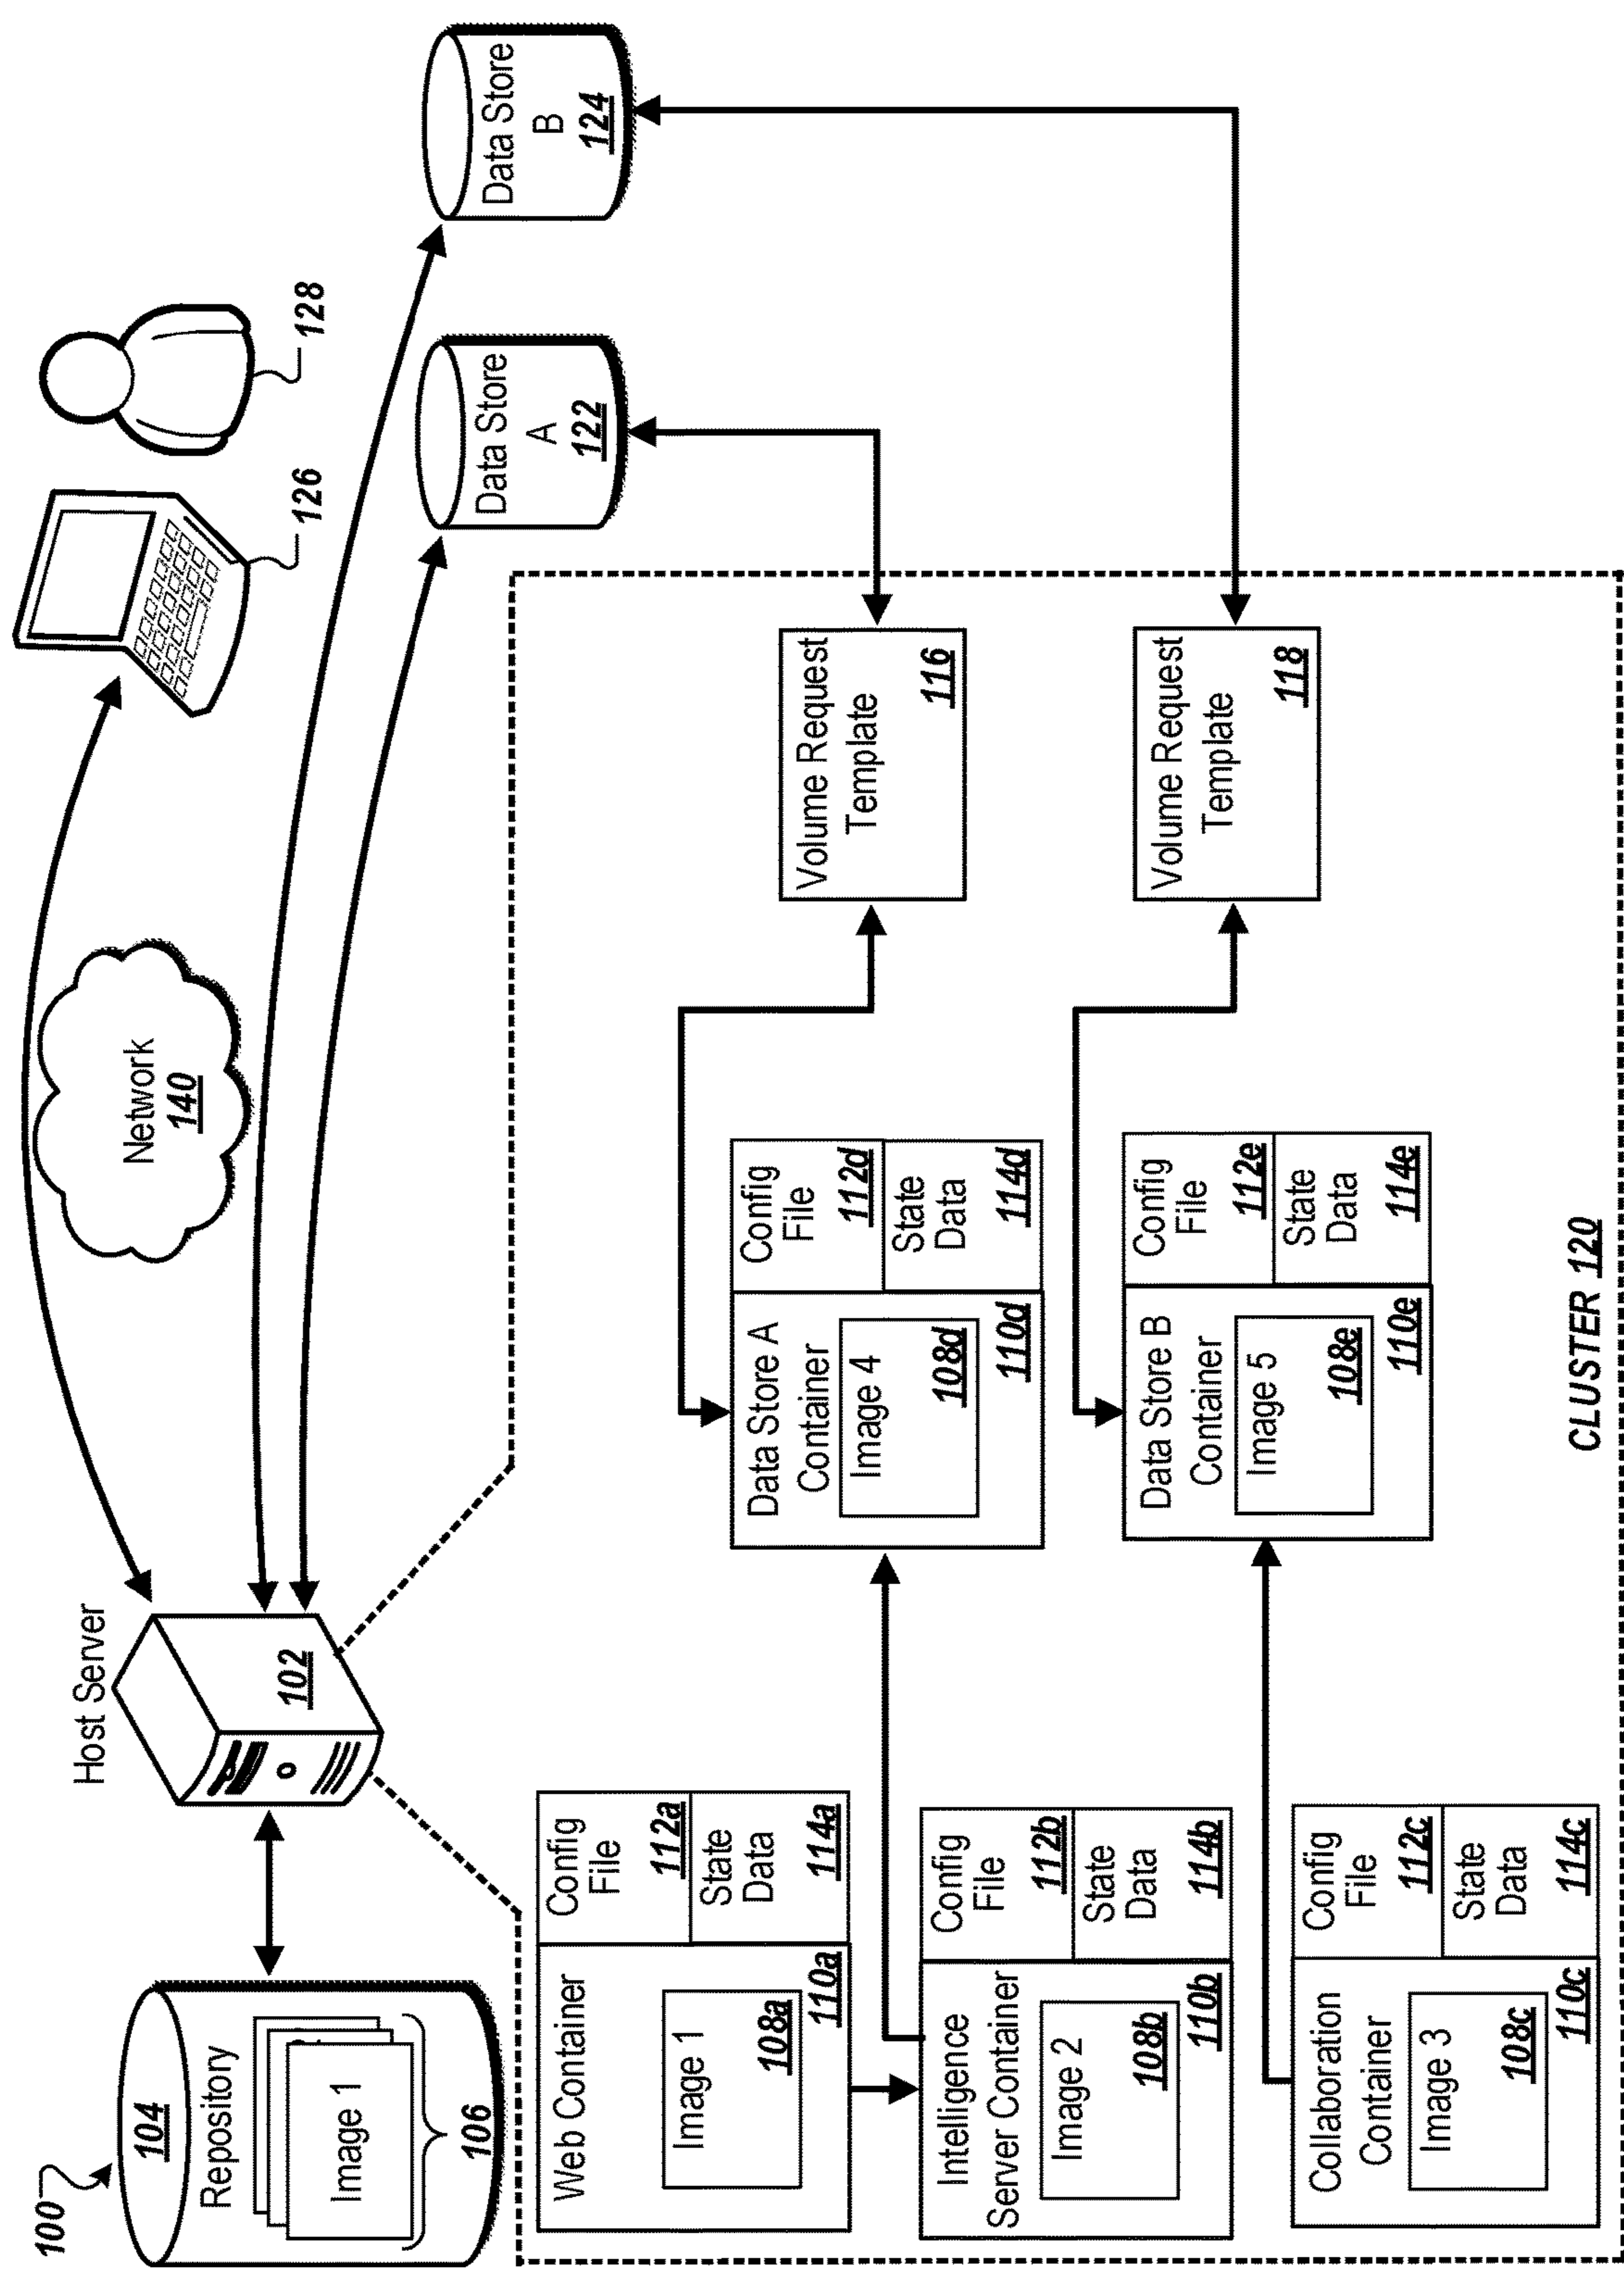 100
104
Repository
Image 1
106
Host Server
102
Network
140
126
128
Data Store
A
122
Data Store
B
124
Web Container
Image 1
108a
110a
Config
File
112a
State
Data
114a
Intelligence
Server Container
Image 2
108b
110b
Config
File
112b
State
Data
114b
Collaboration
Container
Image 3
108c
110c
Config
File
112c
State
Data
114c
Data Store A
Container
Image 4
108d
110d
Config
File
112d
State
Data
114d
Data Store B
Container
Image 5
108e
110e
Config
File
112e
State
Data
114e
Volume Request
Template
116
Volume Request
Template
118
CLUSTER 120